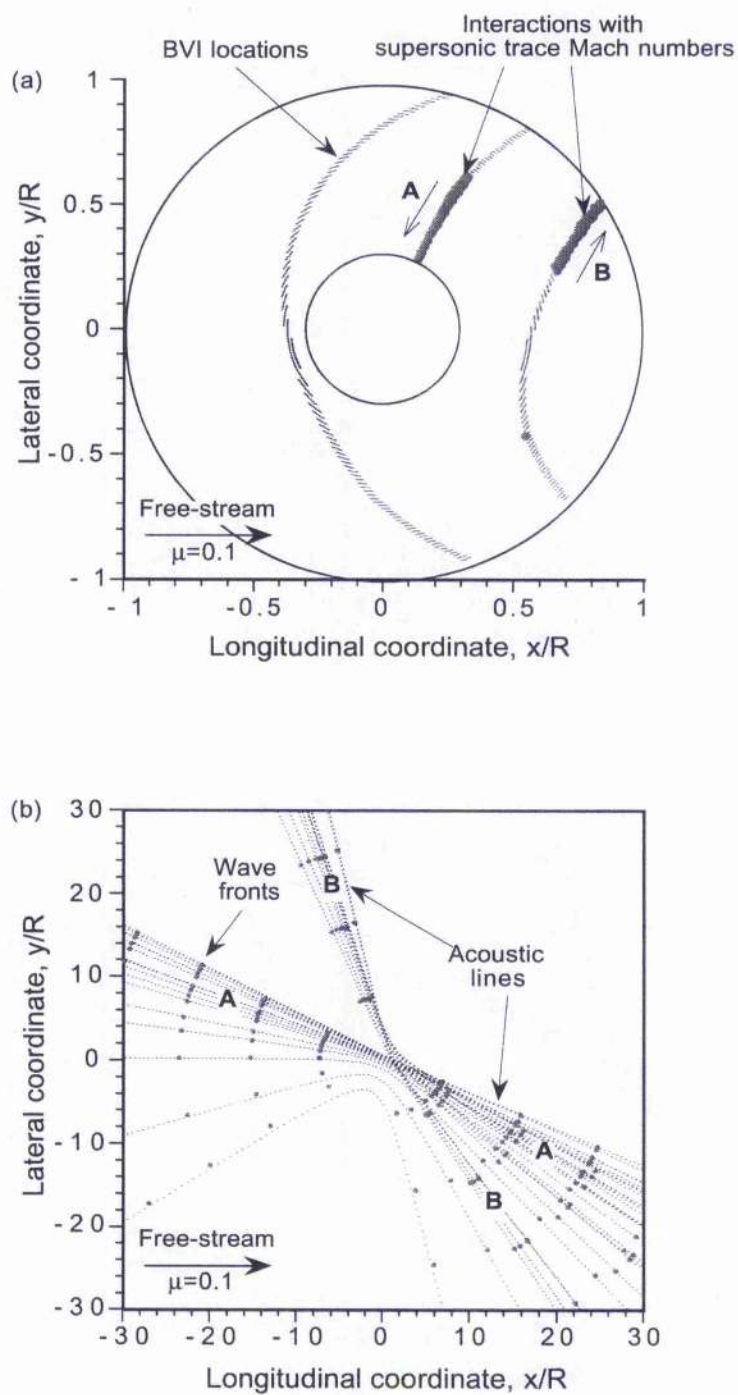 (a)
BVI locations
Interactions with
supersonic trace Mach numbers
1
0.5
0
-0.5
- 1
Lateral coordinate, y/R
A
B
Free-stream
μ=0.1
- 1
-0.5
0
0.5
1
Longitudinal coordinate, x/R
(b)
30
20
10
0
-10
-20
-30
Lateral coordinate, y/R
Wave
fronts
B
A
Acoustic
lines
A
B
Free-stream
μ=0.1
-30
-20
-10
0
10
20
30
Longitudinal coordinate, x/R